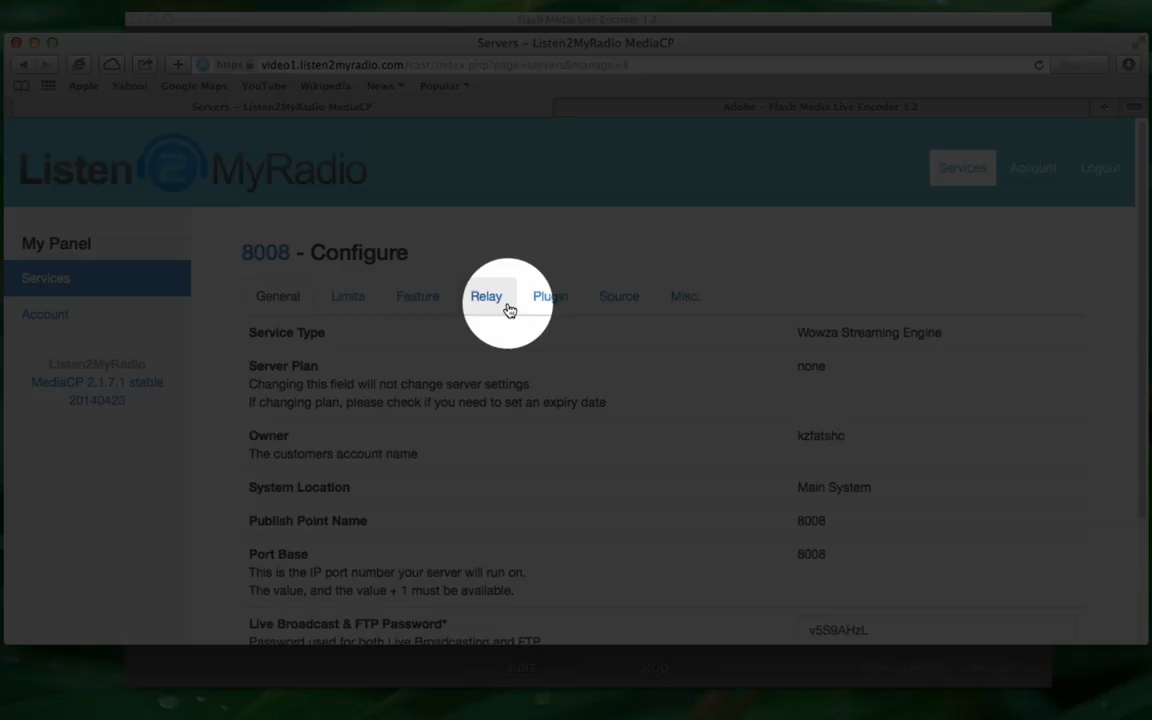 Flash Media Live Encoder 3.2
Servers – Listen2MyRadio MediaCP
https video1.listen2myradio.com/cast/index.php?page=servers&manage=8
Apple Yahoo! Google Maps YouTube Wikipedia News Popular
Servers – Listen2MyRadio MediaCP
Adobe – Flash Media Live Encoder 3.2
Listen 2 MyRadio
Services Account Logout
My Panel
Services
Account
Listen2MyRadio
MediaCP 2.1.7.1 stable
20140423
8008 - Configure
General Limits Feature Relay Plugin Source Misc.
Service Type Wowza Streaming Engine
Server Plan none
Changing this field will not change server settings
If changing plan, please check if you need to set an expiry date
Owner kzfatshc
The customers account name
System Location Main System
Publish Point Name 8008
Port Base 8008
This is the IP port number your server will run on.
The value, and the value + 1 must be available.
Live Broadcast & FTP Password* v5S9AHzL
Password used for both Live Broadcasting and FTP
Start Stop